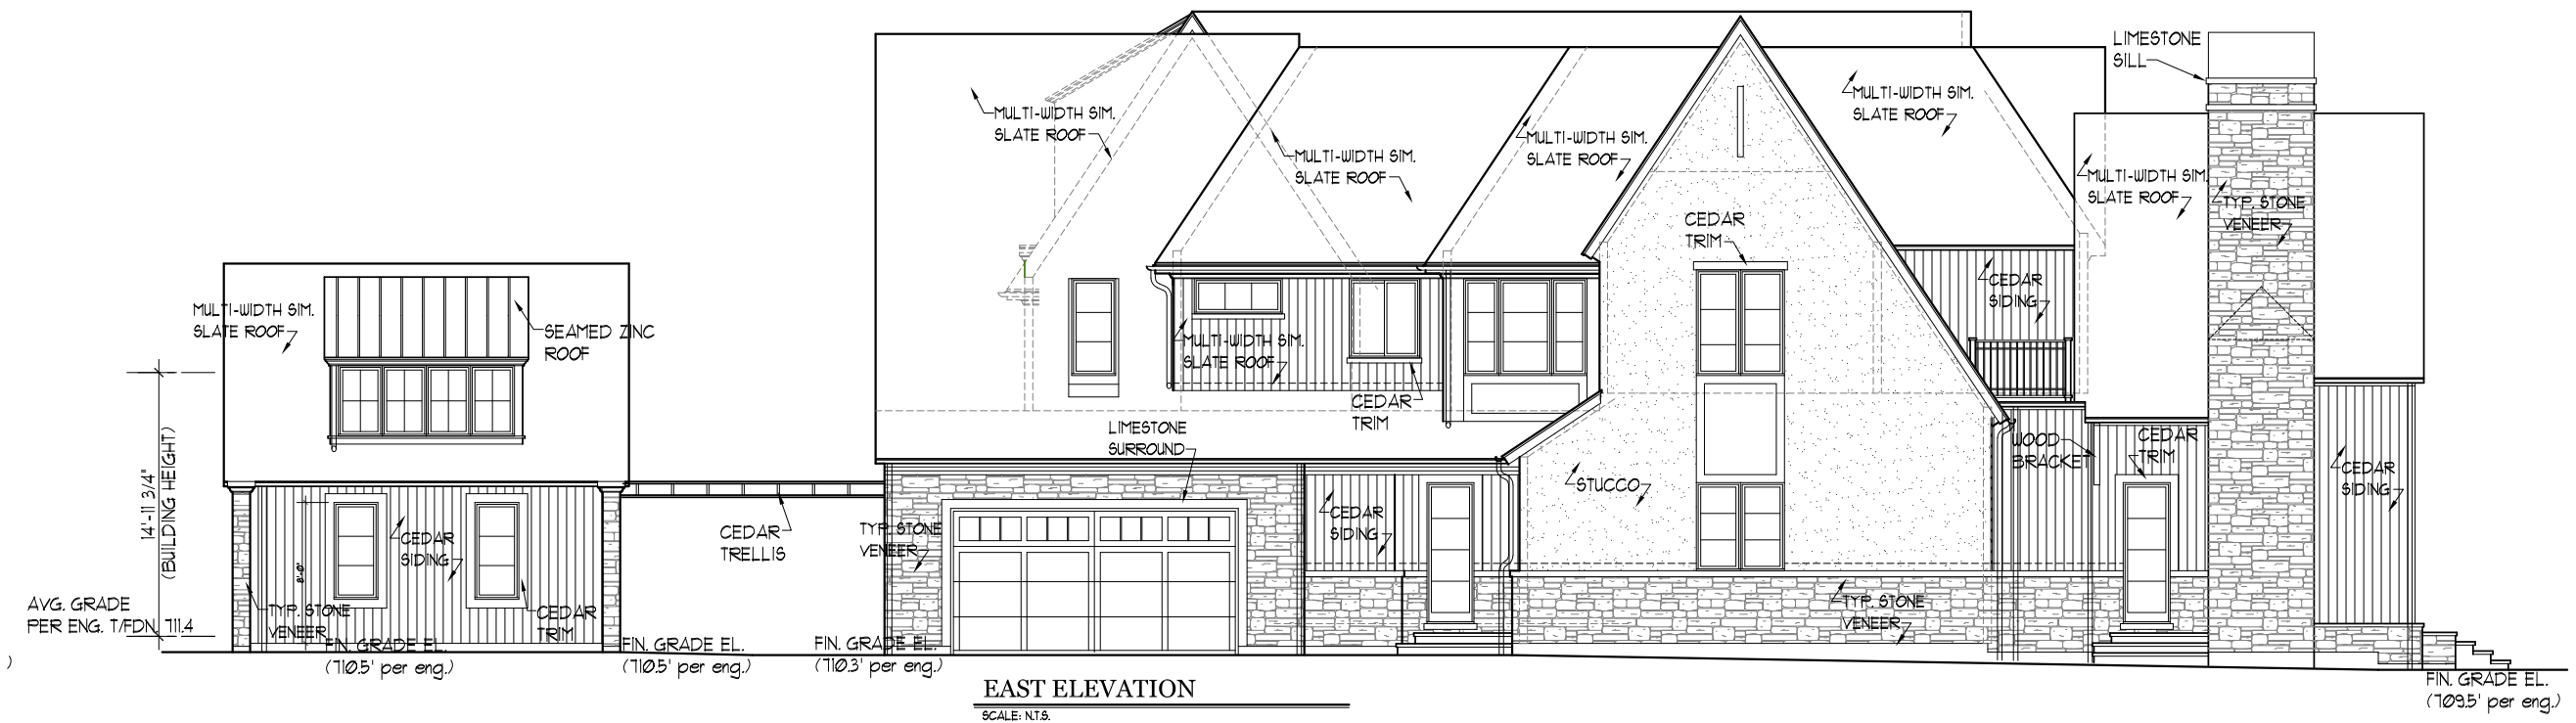 LIMESTONE
SILL
MULTI-WIDTH SIM.
SLATE ROOF
MULTI-WIDTH SIM.
SLATE ROOF
MULTI-WIDTH SIM.
SLATE ROOF
MULTI-WIDTH SIM.
SLATE ROOF
MULTI-WIDTH SIM.
SLATE ROOF
TYP. STONE
VENEER
CEDAR
TRIM
CEDAR
SIDING
MULTI-WIDTH SIM.
SLATE ROOF
SEAMED ZINC
ROOF
MULTI-WIDTH SIM.
SLATE ROOF
CEDAR
TRIM
LIMESTONE
SURROUND
WOOD
BRACKET
CEDAR
TRIM
CEDAR
SIDING
14'-11 3/4"
(BUILDING HEIGHT)
STUCCO
CEDAR
TRELLIS
TYP. STONE
VENEER
CEDAR
SIDING
CEDAR
SIDING
8'-0"
AVG. GRADE
PER ENG. T/FDN. 711.4
TYP. STONE
VENEER
CEDAR
TRIM
TYP. STONE
VENEER
FIN. GRADE EL.
(710.5' per eng.)
FIN. GRADE EL.
(710.5' per eng.)
FIN. GRADE EL.
(710.3' per eng.)
FIN. GRADE EL.
(709.5' per eng.)
)
EAST ELEVATION
SCALE: N.T.S.